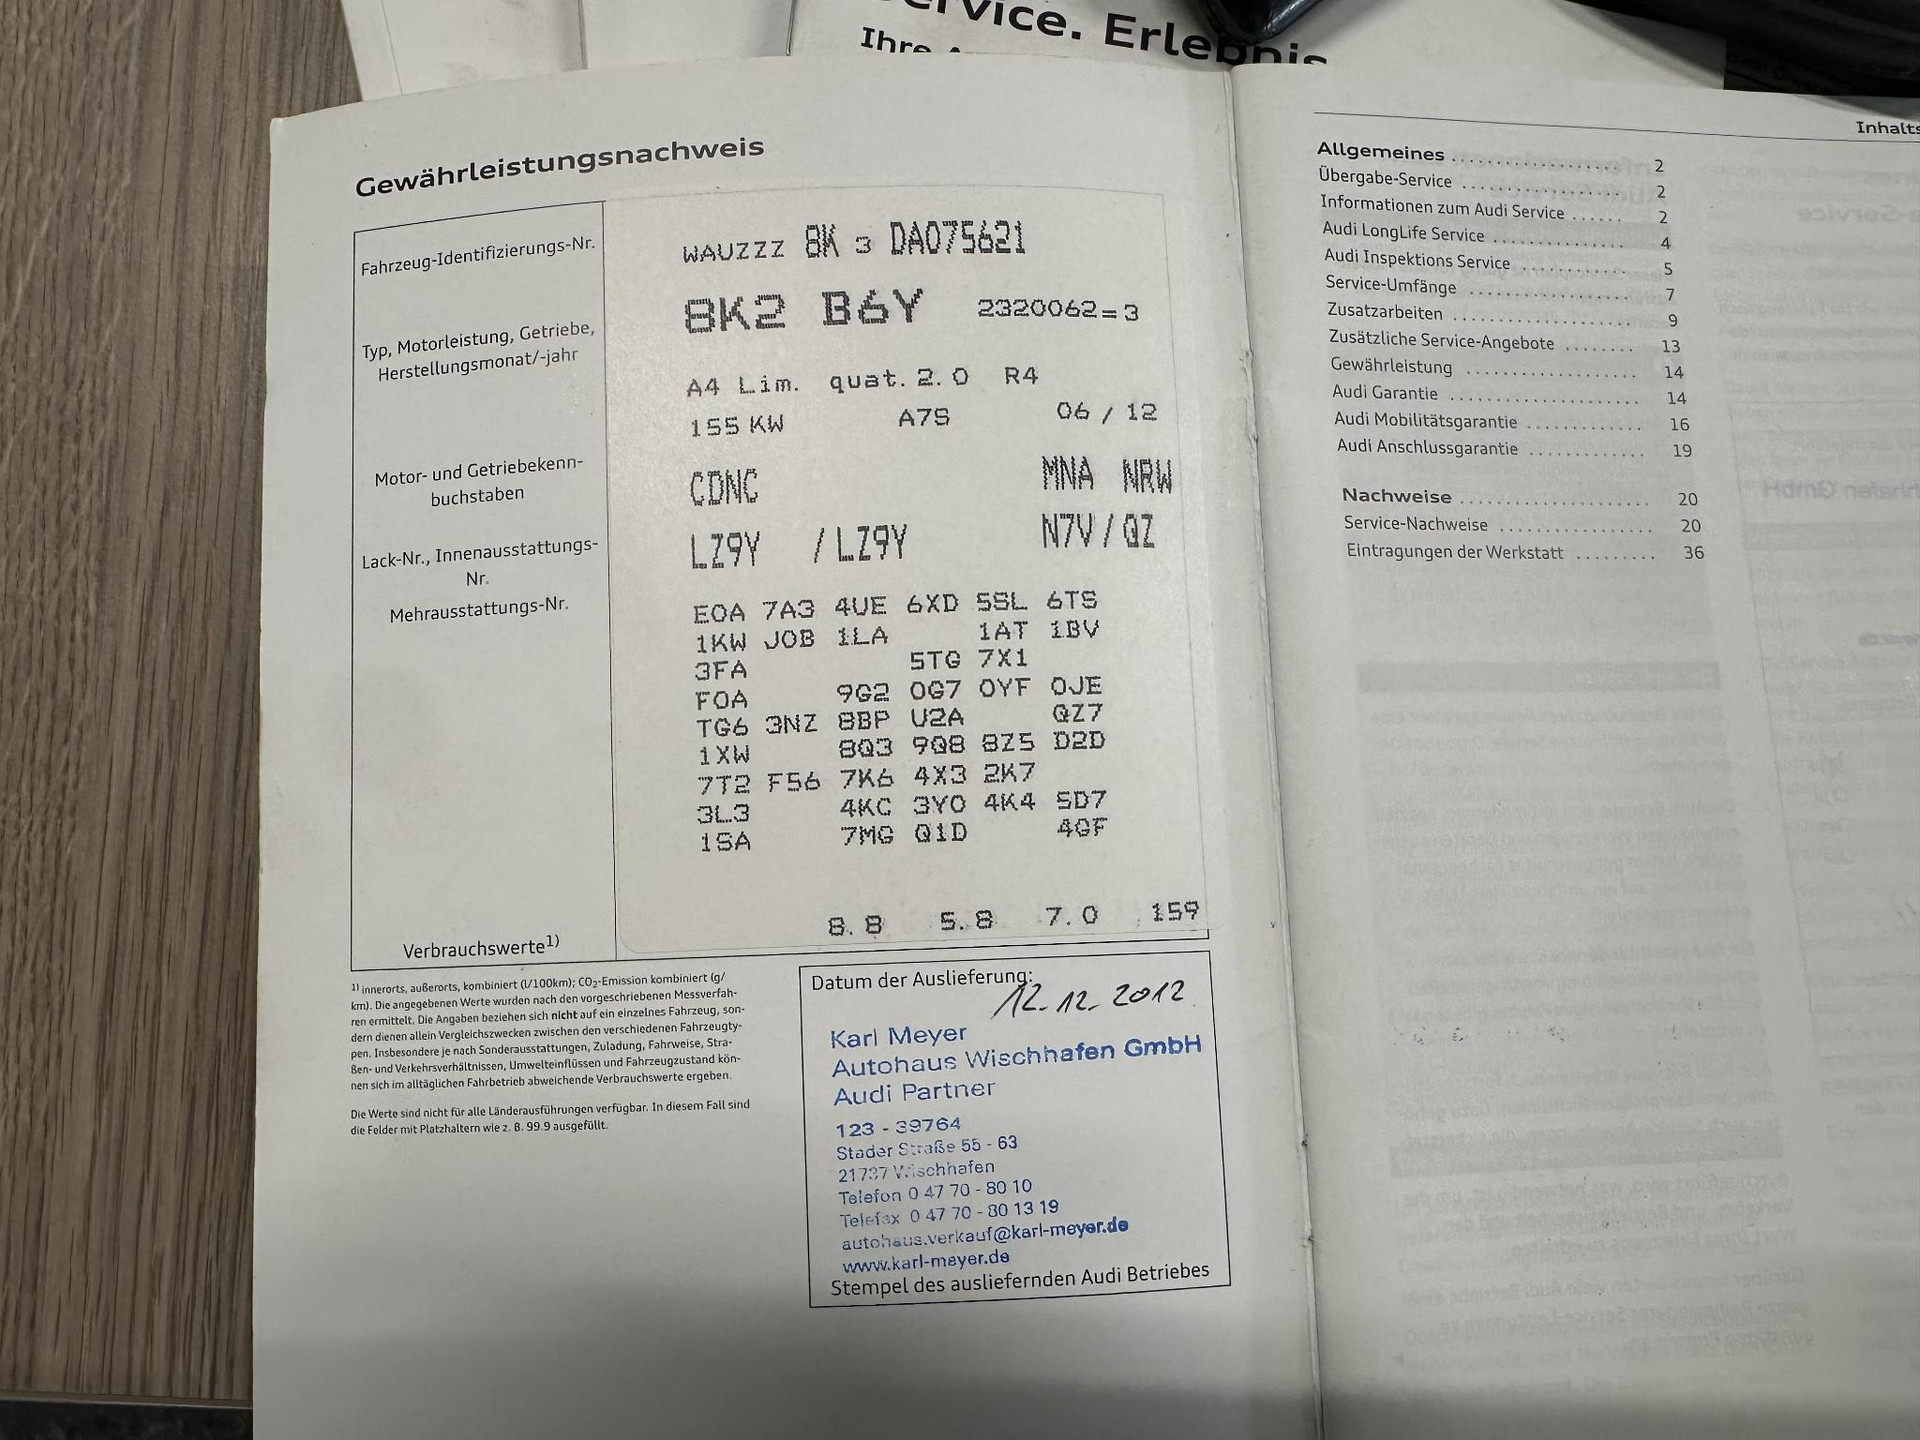 Service. Erlebnis
Ihre
Gewährleistungsnachweis
Fahrzeug-Identifizierungs-Nr.
WAUZZZ 8K 3 DA075621
Typ, Motorleistung, Getriebe,
Herstellungsmonat/-jahr
8K2 B6Y 2320062=3
A4 Lim. quat. 2.0 R4
155 KW A7S 06 / 12
Motor- und Getriebekenn-
buchstaben
CDNC MNA NRW
Lack-Nr., Innenausstattungs-
Nr.
LZ9Y / LZ9Y N7V / QZ
Mehrausstattungs-Nr.
E0A 7A3 4UE 6XD 5SL 6TS
1KW J0B 1LA 1AT 1BV
3FA 5TG 7X1
F0A 9G2 0G7 0YF 0JE
TG6 3NZ 8BP U2A QZ7
1XW 8Q3 9Q8 8Z5 D2D
7T2 F56 7K6 4X3 2K7
3L3 4KC 3Y0 4K4 5D7
1SA 7MG Q1D 4GF
Verbrauchswerte1)
8.8 5.8 7.0 159
1) innerorts, außerorts, kombiniert (l/100km); CO2-Emission kombiniert (g/
km). Die angegebenen Werte wurden nach den vorgeschriebenen Messverfah-
ren ermittelt. Die Angaben beziehen sich nicht auf ein einzelnes Fahrzeug, son-
dern dienen allein Vergleichszwecken zwischen den verschiedenen Fahrzeugty-
pen. Insbesondere je nach Sonderausstattungen, Zuladung, Fahrweise, Stra-
ßen- und Verkehrsverhältnissen, Umwelteinflüssen und Fahrzeugzustand kön-
nen sich im alltäglichen Fahrbetrieb abweichende Verbrauchswerte ergeben.
Die Werte sind nicht für alle Länderausführungen verfügbar. In diesem Fall sind
die Felder mit Platzhaltern wie z. B. 99.9 ausgefüllt.
Datum der Auslieferung:
12.12.2012
Karl Meyer
Autohaus Wischhafen GmbH
Audi Partner
123 - 39764
Stader Straße 55 - 63
21737 Wischhafen
Telefon 0 47 70 - 80 10
Telefax 0 47 70 - 80 13 19
autohaus.verkauf@karl-meyer.de
www.karl-meyer.de
Stempel des ausliefernden Audi Betriebes
Inhalts
Allgemeines .................... 2
Übergabe-Service .................... 2
Informationen zum Audi Service ...... 2
Audi LongLife Service ................ 4
Audi Inspektions Service ............. 5
Service-Umfänge .................... 7
Zusatzarbeiten ...................... 9
Zusätzliche Service-Angebote ........ 13
Gewährleistung .................... 14
Audi Garantie ...................... 14
Audi Mobilitätsgarantie ............. 16
Audi Anschlussgarantie ............. 19
Nachweise ........................ 20
Service-Nachweise .................. 20
Eintragungen der Werkstatt ......... 36